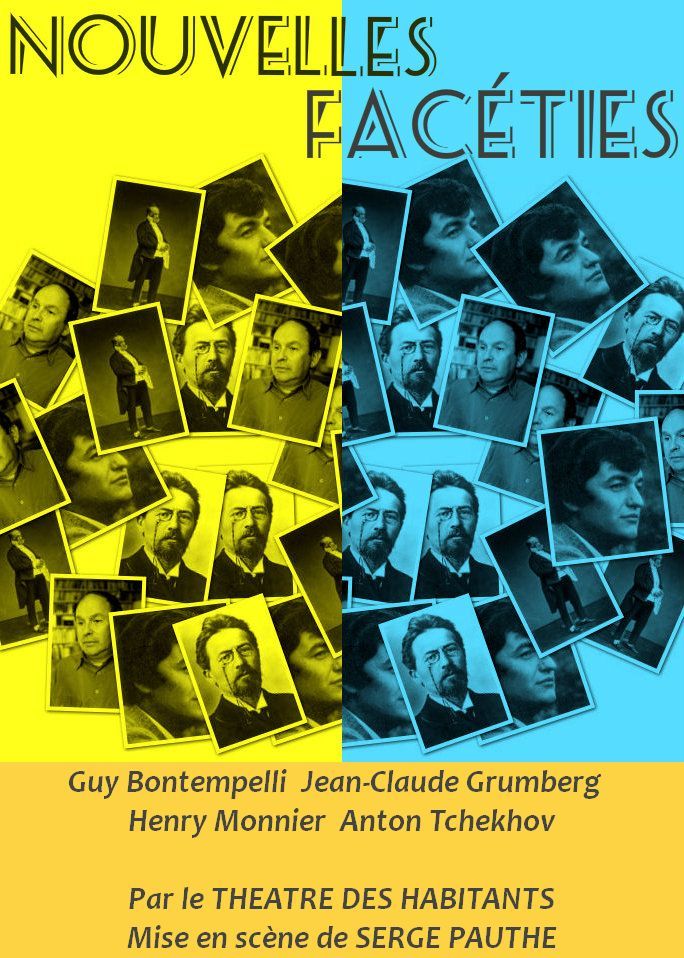 NOUVELLES
FACÉTIES
Guy Bontempelli Jean-Claude Grumberg
Henry Monnier Anton Tchekhov
Par le THEATRE DES HABITANTS
Mise en scène de SERGE PAUTHE